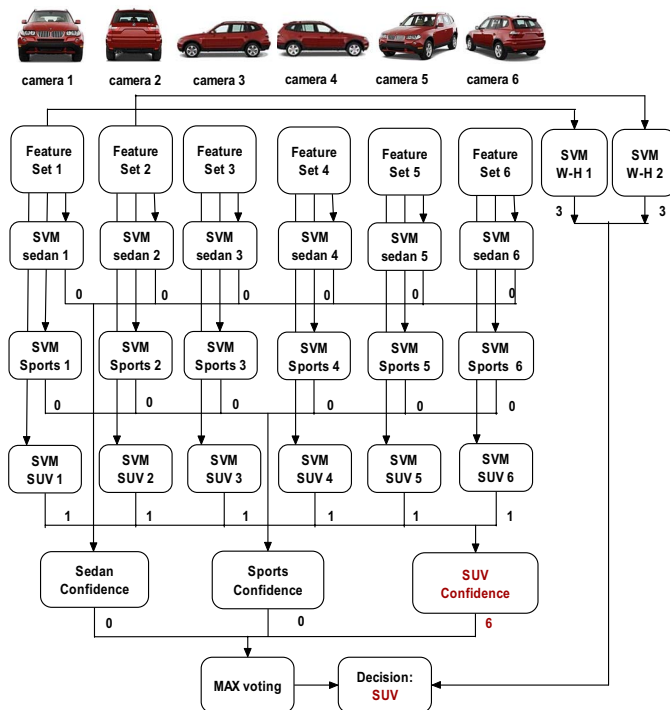 camera 1 camera 2 camera 3 camera 4 camera 5 camera 6
Feature Set 1
Feature Set 2
Feature Set 3
Feature Set 4
Feature Set 5
Feature Set 6
SVM W-H 1
SVM W-H 2
3 3
SVM sedan 1
SVM sedan 2
SVM sedan 3
SVM sedan 4
SVM sedan 5
SVM sedan 6
0 0 0 0 0 0
SVM Sports 1
SVM Sports 2
SVM Sports 3
SVM Sports 4
SVM Sports 5
SVM Sports 6
0 0 0 0 0 0
SVM SUV 1
SVM SUV 2
SVM SUV 3
SVM SUV 4
SVM SUV 5
SVM SUV 6
1 1 1 1 1 1
Sedan Confidence
Sports Confidence
SUV Confidence
0 0 6
MAX voting
Decision: SUV